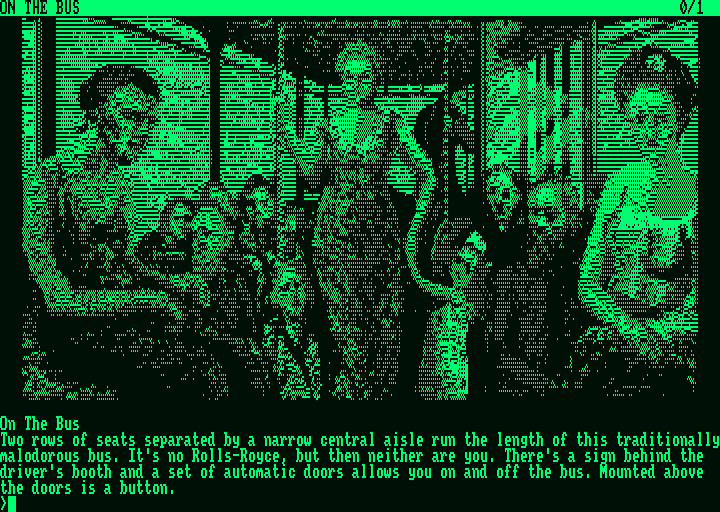 ON THE BUS 0/1
On The Bus
Two rows of seats separated by a narrow central aisle run the length of this traditionally
malodorous bus. It's no Rolls-Royce, but then neither are you. There's a sign behind the
driver's booth and a set of automatic doors allows you on and off the bus. Mounted above
the doors is a button.
>